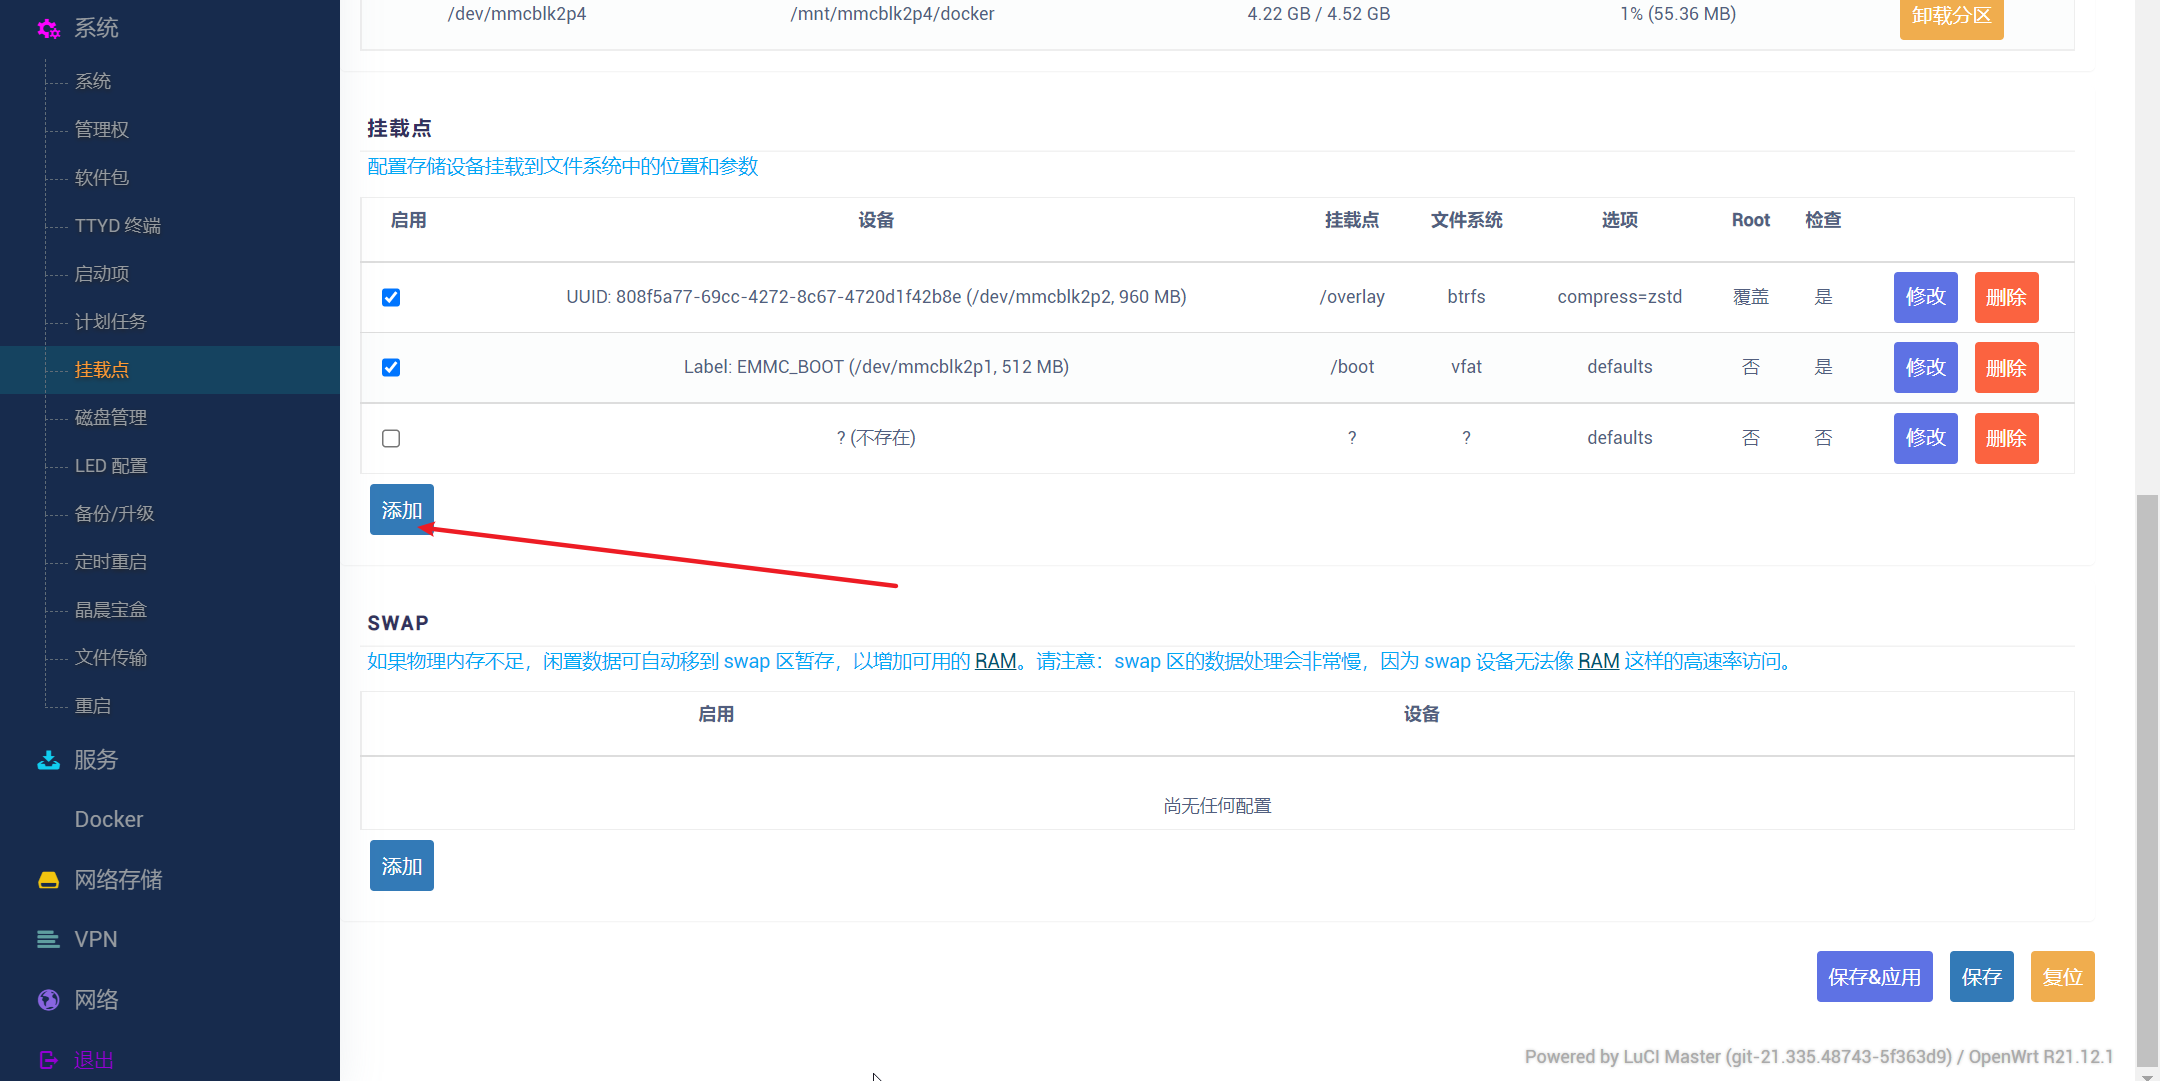 系统
系统
管理权
软件包
TTYD 终端
启动项
计划任务
挂载点
磁盘管理
LED 配置
备份/升级
定时重启
晶晨宝盒
文件传输
重启
服务
Docker
网络存储
VPN
网络
退出
/dev/mmcblk2p4 /mnt/mmcblk2p4/docker 4.22 GB / 4.52 GB 1% (55.36 MB) 卸载分区
挂载点
配置存储设备挂载到文件系统中的位置和参数
启用 设备 挂载点 文件系统 选项 Root 检查
UUID: 808f5a77-69cc-4272-8c67-4720d1f42b8e (/dev/mmcblk2p2, 960 MB) /overlay btrfs compress=zstd 覆盖 是 修改 删除
Label: EMMC_BOOT (/dev/mmcblk2p1, 512 MB) /boot vfat defaults 否 是 修改 删除
? (不存在) ? ? defaults 否 否 修改 删除
添加
SWAP
如果物理内存不足，闲置数据可自动移到 swap 区暂存，以增加可用的 RAM。请注意：swap 区的数据处理会非常慢，因为 swap 设备无法像 RAM 这样的高速率访问。
启用 设备
尚无任何配置
添加
保存&应用 保存 复位
Powered by LuCI Master (git-21.335.48743-5f363d9) / OpenWrt R21.12.1